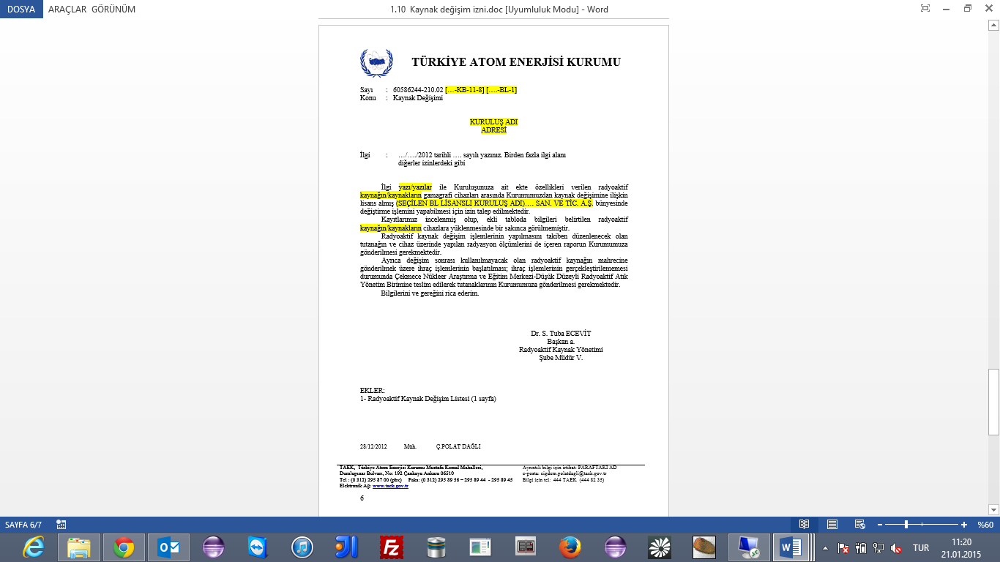 DOSYA ARAÇLAR GÖRÜNÜM 1.10 Kaynak değişim izni.doc [Uyumluluk Modu] - Word
TÜRKİYE ATOM ENERJİSİ KURUMU
Sayı : 60586244-210.02 […-KB-11-8] [….-BL-1]
Konu : Kaynak Değişimi
KURULUŞ ADI
ADRESİ
İlgi : …/…./2012 tarihli …. sayılı yazınız. Birden fazla ilgi alanı
diğerler izinlerdeki gibi
İlgi yazı/yazılar ile Kuruluşunuza ait ekte özellikleri verilen radyoaktif
kaynağın/kaynakların gamagrafi cihazları arasında Kurumumuzdan kaynak değişimine ilişkin
lisans almış (SEÇİLEN BL LİSANSLI KURULUŞ ADI)…. SAN. VE TİC. A.Ş. bünyesinde
değiştirme işlemini yapabilmesi için izin talep edilmektedir.
Kayıtlarımız incelenmiş olup, ekli tabloda bilgileri belirtilen radyoaktif
kaynağın/kaynakların cihazlara yüklenmesinde bir sakınca görülmemiştir.
Radyoaktif kaynak değişim işlemlerinin yapılmasını takiben düzenlenecek olan
tutanağın ve cihaz üzerinde yapılan radyasyon ölçümlerini de içeren raporun Kurumumuza
gönderilmesi gerekmektedir.
Ayrıca değişim sonrası kullanılmayacak olan radyoaktif kaynağın mahrecine
gönderilmek üzere ihraç işlemlerinin başlatılması; ihraç işlemlerinin gerçekleştirilememesi
durumunda Çekmece Nükleer Araştırma ve Eğitim Merkezi-Düşük Düzeyli Radyoaktif Atık
Yönetim Birimine teslim edilerek tutanaklarının Kurumumuza gönderilmesi gerekmektedir.
Bilgilerini ve gereğini rica ederim.
Dr. S. Tuba ECEVİT
Başkan a.
Radyoaktif Kaynak Yönetimi
Şube Müdür V.
EKLER:
1- Radyoaktif Kaynak Değişim Listesi (1 sayfa)
28/12/2012 Müh. Ç.POLAT DAĞLI
TAEK, Türkiye Atom Enerjisi Kurumu Mustafa Kemal Mahallesi, Ayrıntılı bilgi için irtibat: PARAFTAKİ AD
Dumlupınar Bulvarı, No: 192 Çankaya Ankara 06510 e-posta: cigdem.polatdagli@taek.gov.tr
Tel : (0 312) 295 87 00 (pbx) Faks: (0 312) 295 89 56 – 295 89 44 - 295 89 45 Bilgi için tel: 444 TAEK (444 82 35)
Elektronik Ağ: www.taek.gov.tr
6
SAYFA 6/7 %60
TUR 11:20
21.01.2015